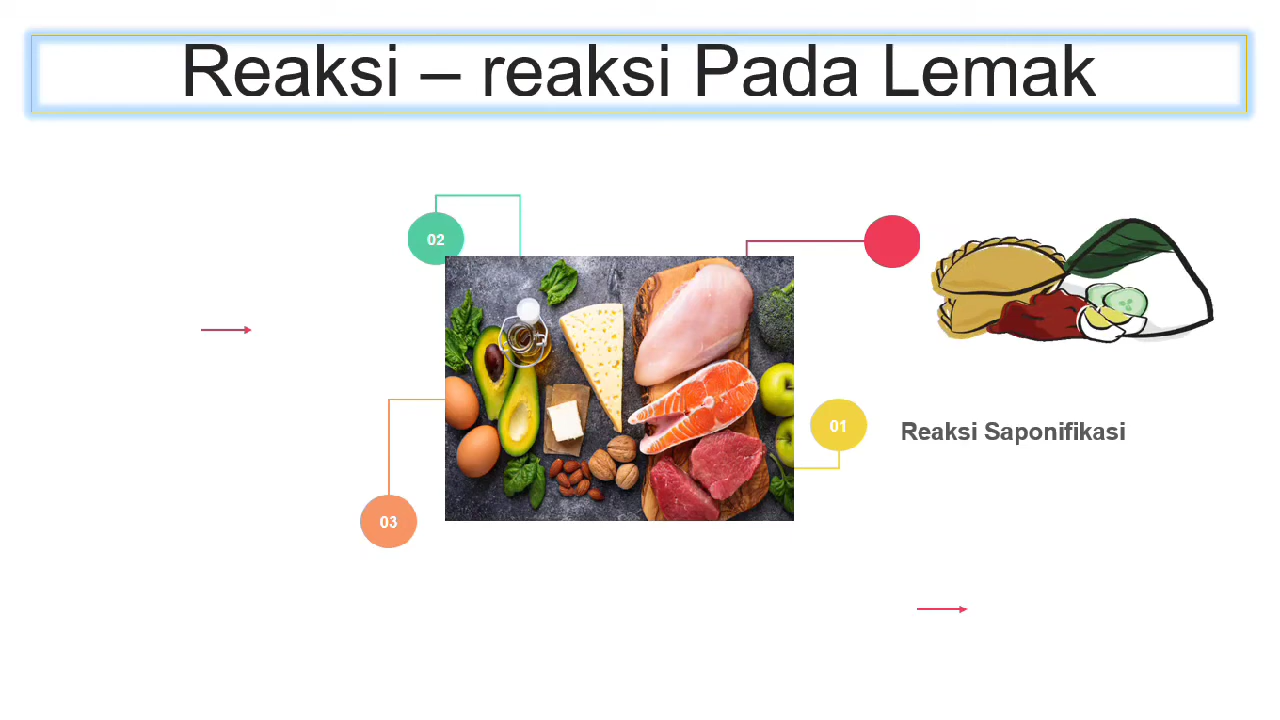 Reaksi – reaksi Pada Lemak
02
01
Reaksi Saponifikasi
03